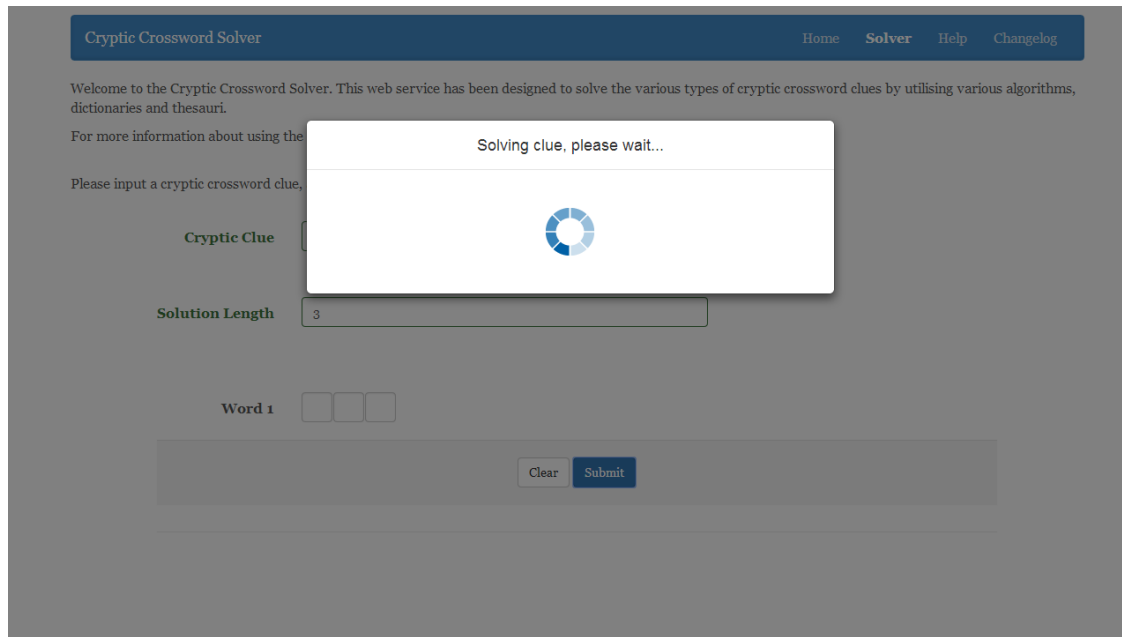 Cryptic Crossword Solver Home Solver Help Changelog
Welcome to the Cryptic Crossword Solver. This web service has been designed to solve the various types of cryptic crossword clues by utilising various algorithms,
dictionaries and thesauri.
For more information about using the
Solving clue, please wait...
Please input a cryptic crossword clue,
Cryptic Clue
Solution Length 3
Word 1
Clear Submit